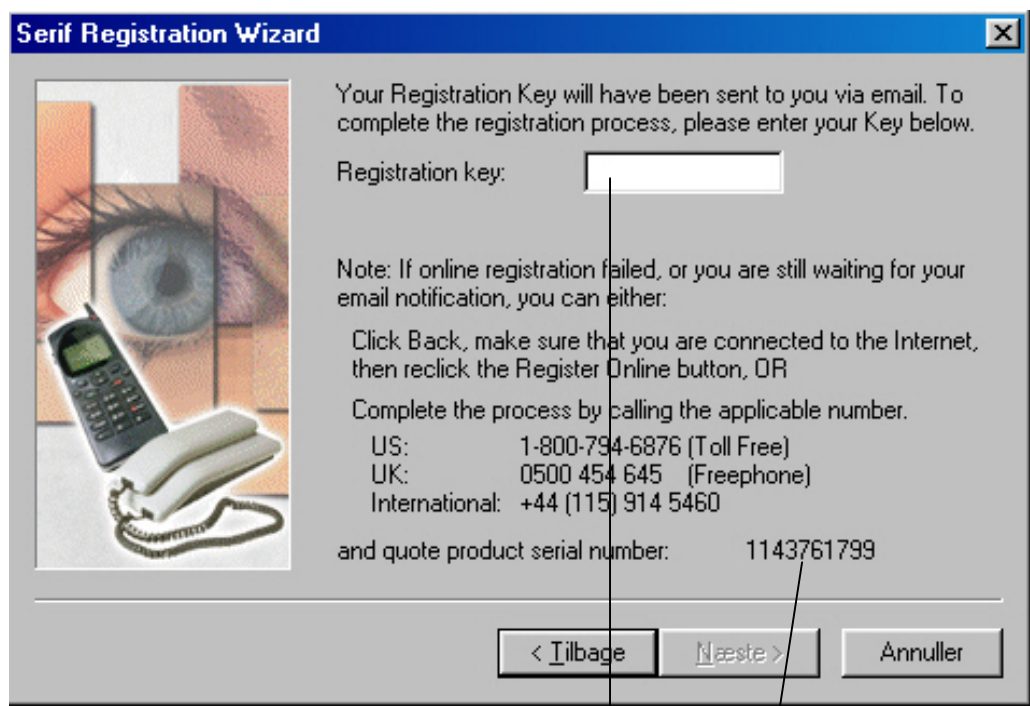 Serif Registration Wizard
Your Registration Key will have been sent to you via email. To
complete the registration process, please enter your Key below.
Registration key:
Note: If online registration failed, or you are still waiting for your
email notification, you can either:
Click Back, make sure that you are connected to the Internet,
then reclick the Register Online button, OR
Complete the process by calling the applicable number.
US: 1-800-794-6876 (Toll Free)
UK: 0500 454 645 (Freephone)
International: +44 (115) 914 5460
and quote product serial number: 1143761799
< Tilbage Næste > Annuller